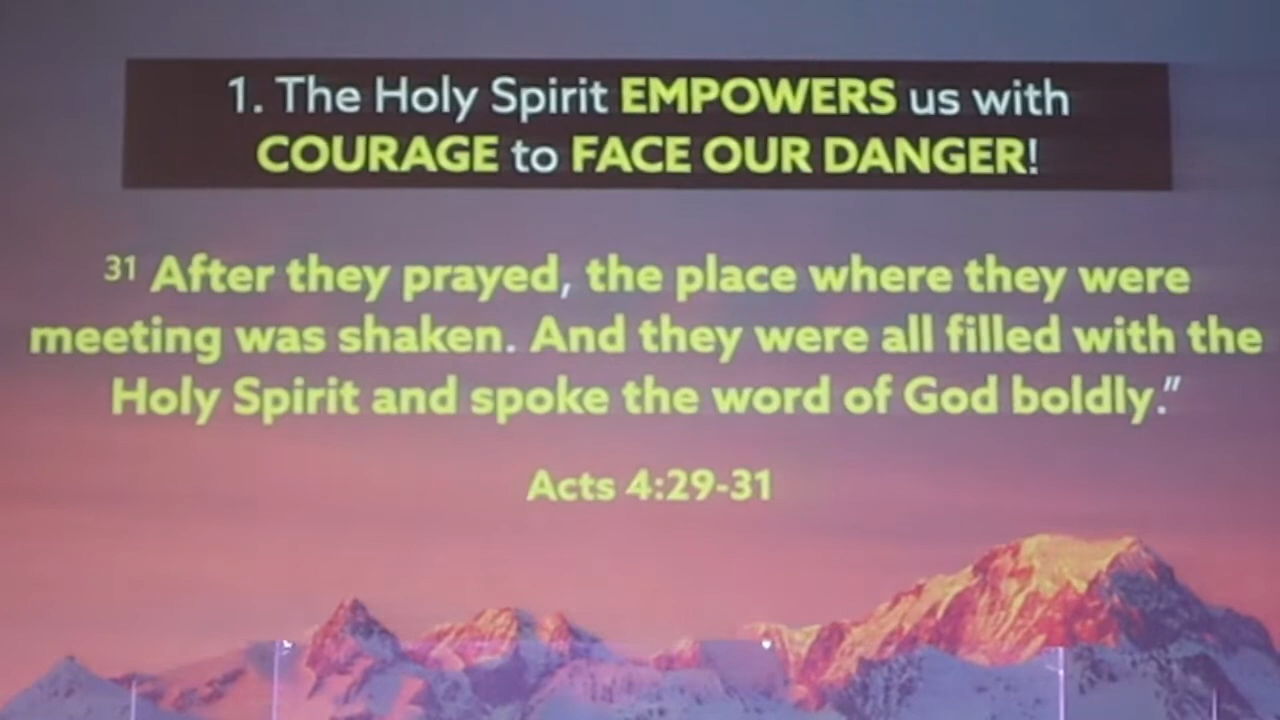 1. The Holy Spirit EMPOWERS us with
COURAGE to FACE OUR DANGER!
31 After they prayed, the place where they were
meeting was shaken. And they were all filled with the
Holy Spirit and spoke the word of God boldly.”
Acts 4:29-31